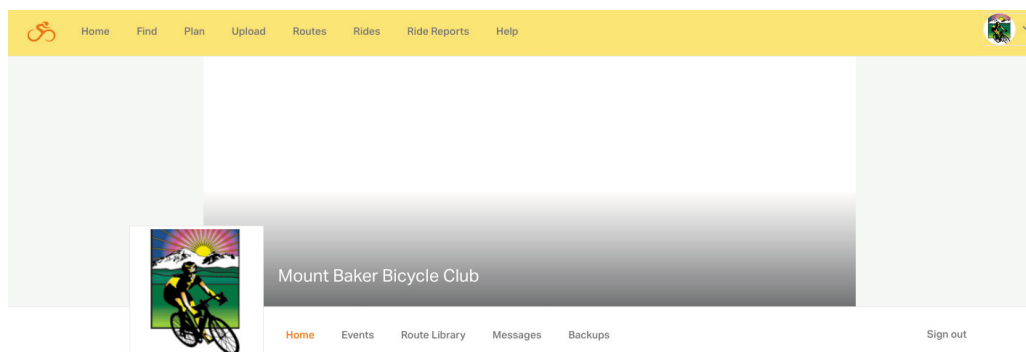 Home Find Plan Upload Routes Rides Ride Reports Help
Mount Baker Bicycle Club
Home Events Route Library Messages Backups Sign out